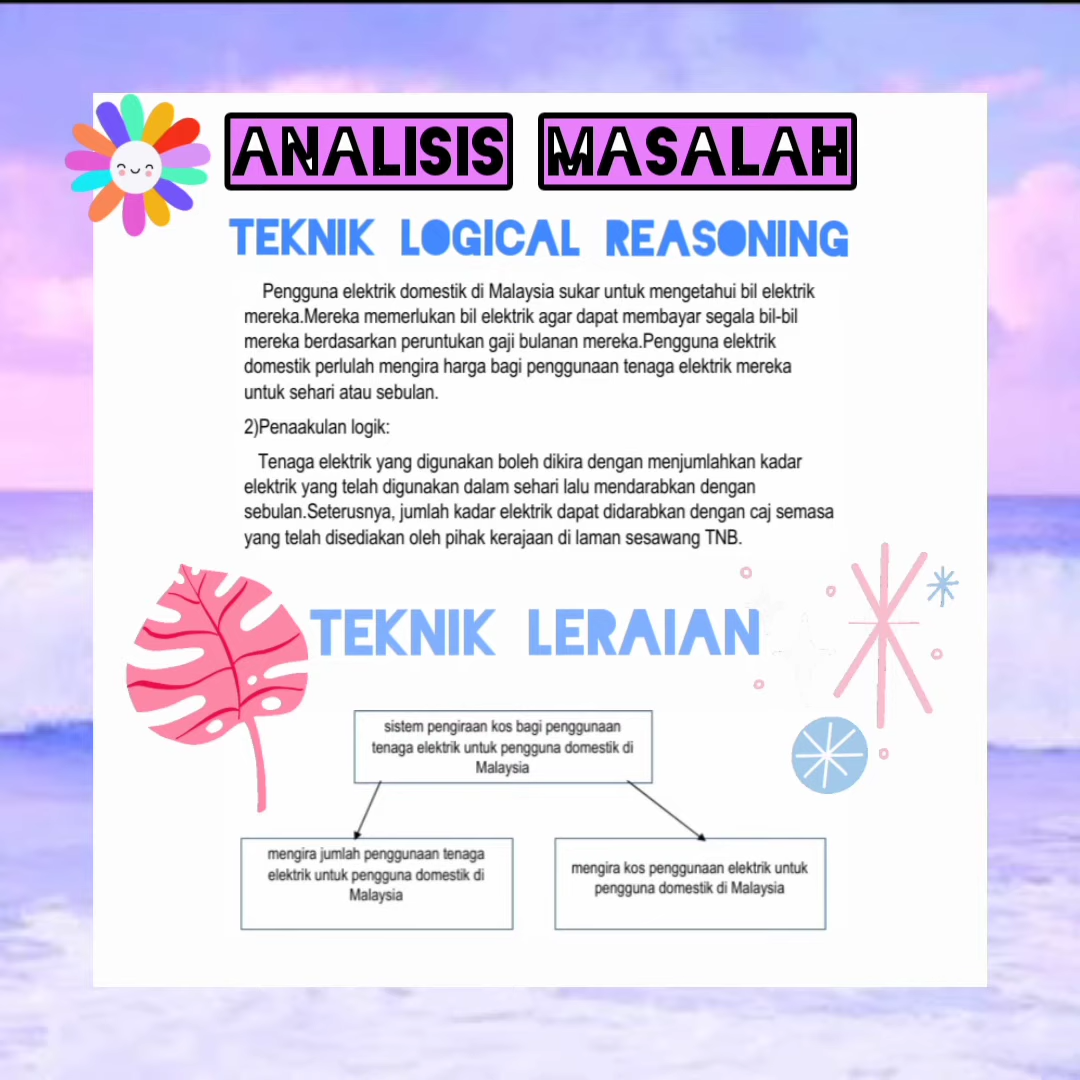 ANALISIS MASALAH
TEKNIK LOGICAL REASONING
Pengguna elektrik domestik di Malaysia sukar untuk mengetahui bil elektrik
mereka.Mereka memerlukan bil elektrik agar dapat membayar segala bil-bil
mereka berdasarkan peruntukan gaji bulanan mereka.Pengguna elektrik
domestik perlulah mengira harga bagi penggunaan tenaga elektrik mereka
untuk sehari atau sebulan.
2)Penaakulan logik:
Tenaga elektrik yang digunakan boleh dikira dengan menjumlahkan kadar
elektrik yang telah digunakan dalam sehari lalu mendarabkan dengan
sebulan.Seterusnya, jumlah kadar elektrik dapat didarabkan dengan caj semasa
yang telah disediakan oleh pihak kerajaan di laman sesawang TNB.
TEKNIK LERAIAN
sistem pengiraan kos bagi penggunaan
tenaga elektrik untuk pengguna domestik di
Malaysia
mengira jumlah penggunaan tenaga
elektrik untuk pengguna domestik di
Malaysia
mengira kos penggunaan elektrik untuk
pengguna domestik di Malaysia